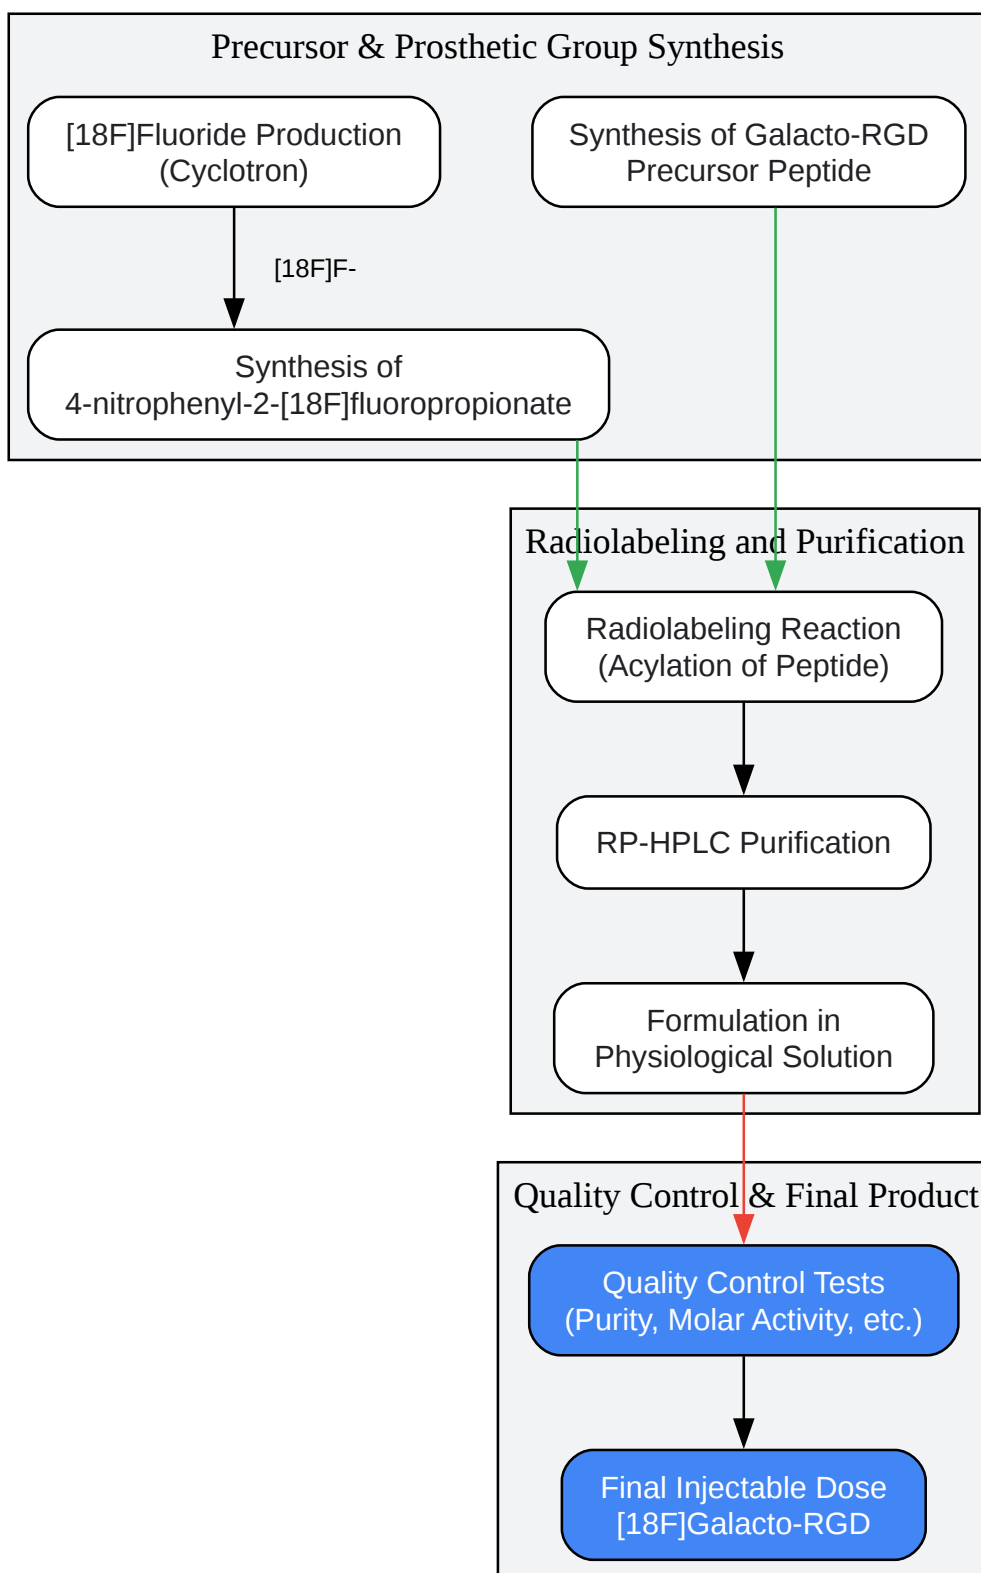 Precursor & Prosthetic Group Synthesis
[18F]Fluoride Production
(Cyclotron)
Synthesis of Galacto-RGD
Precursor Peptide
[18F]F-
Synthesis of
4-nitrophenyl-2-[18F]fluoropropionate
Radiolabeling and Purification
Radiolabeling Reaction
(Acylation of Peptide)
RP-HPLC Purification
Formulation in
Physiological Solution
Quality Control & Final Product
Quality Control Tests
(Purity, Molar Activity, etc.)
Final Injectable Dose
[18F]Galacto-RGD